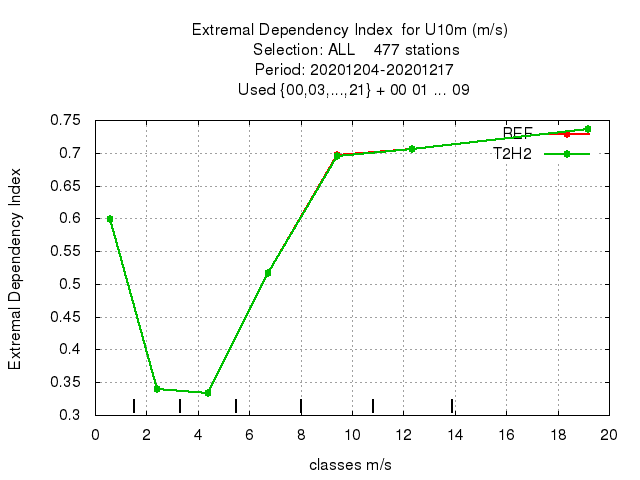 Extremal Dependency Index for U10m (m/s)
Selection: ALL 477 stations
Period: 20201204-20201217
Used {00,03,...,21} + 00 01 ... 09
0.75
0.7
0.65
0.6
0.55
0.5
0.45
0.4
0.35
0.3
Extremal Dependency Index
REF
T2H2
0 2 4 6 8 10 12 14 16 18 20
classes m/s